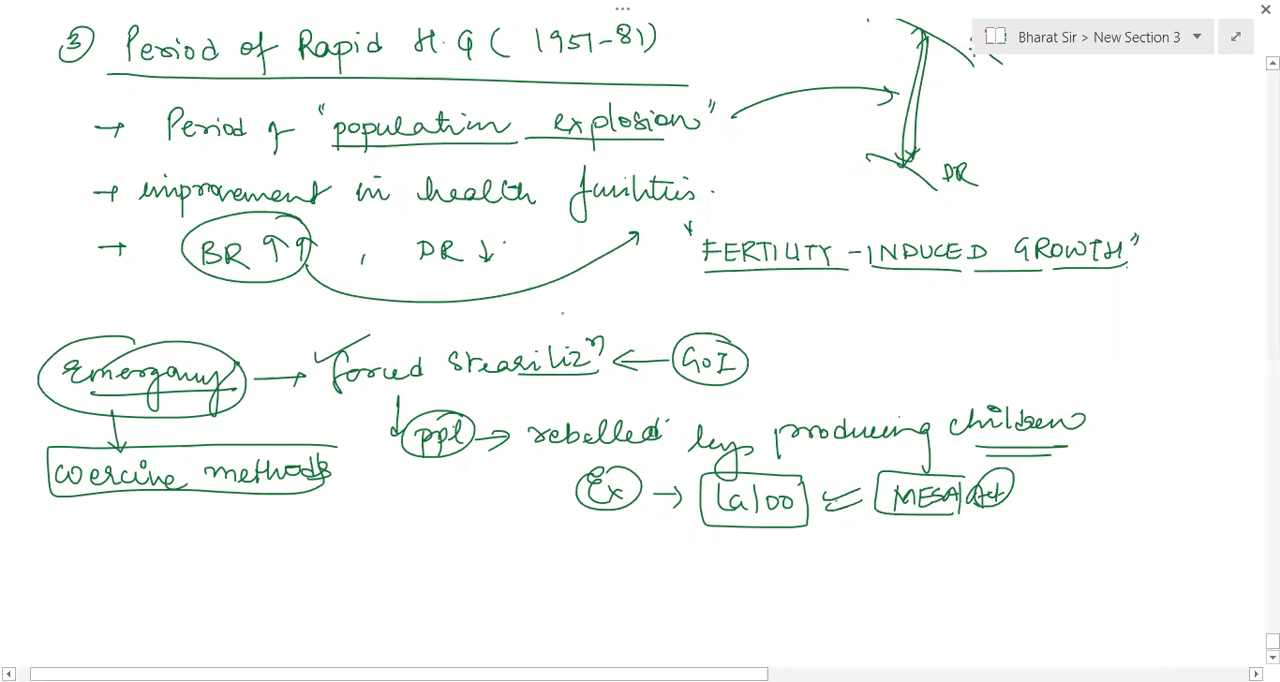 Bharat Sir > New Section 3
③ Period of Rapid H.G ( 1951-81)
→ Period of "population explosion"
DR
→ improvement in health facilities.
→ BR ↑↑, DR ↓
"FERTILITY-INDUCED GROWTH"
Emergancy → forced stearilizⁿ ← GOI
ppl → rebelled by producing children
coercive methods
Ex → laloo MESA Act